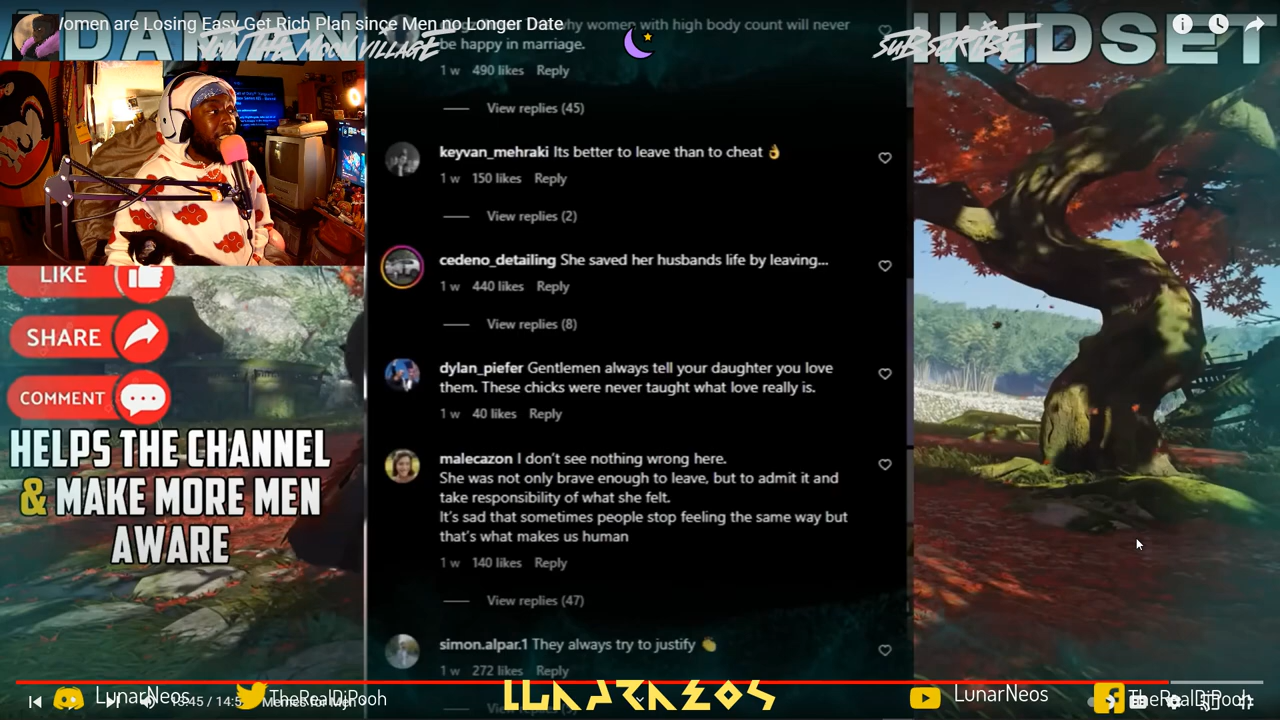 Women are Losing Easy Get Rich Plan since Men no Longer Date
JOIN THE MOON VILLAGE
SUBSCRIBE
why women with high body count will never
be happy in marriage.
1 w 490 likes Reply
View replies (45)
keyvan_mehraki Its better to leave than to cheat 👌
1 w 150 likes Reply
View replies (2)
cedeno_detailing She saved her husbands life by leaving...
1 w 440 likes Reply
View replies (8)
dylan_piefer Gentlemen always tell your daughter you love
them. These chicks were never taught what love really is.
1 w 40 likes Reply
malecazon I don't see nothing wrong here.
She was not only brave enough to leave, but to admit it and
take responsibility of what she felt.
It's sad that sometimes people stop feeling the same way but
that's what makes us human
1 w 140 likes Reply
View replies (47)
simon.alpar.1 They always try to justify 👏
1 w 272 likes Reply
LIKE
SHARE
COMMENT
HELPS THE CHANNEL
& MAKE MORE MEN
AWARE
LunarNeos
TheRealDjPooh
Memes for Men
LUNARNEOS
LunarNeos
TheRealDjPooh